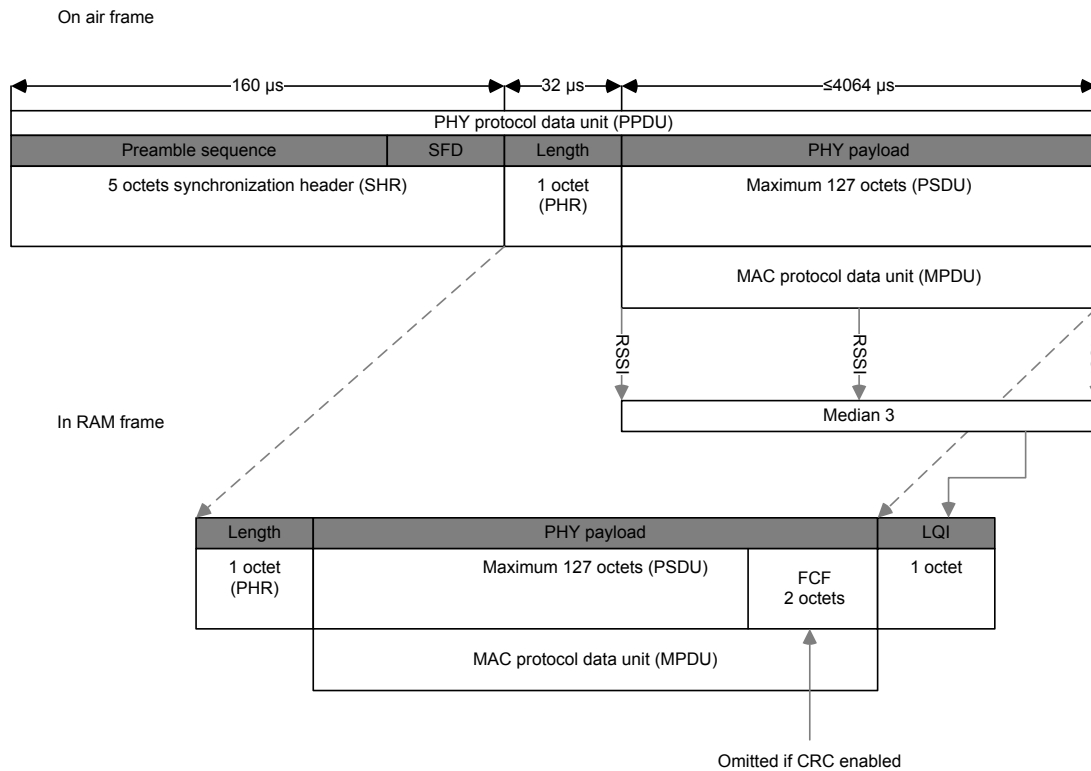 On air frame
160 µs
32 µs
≤4064 µs
PHY protocol data unit (PPDU)
Preamble sequence
SFD
Length
PHY payload
5 octets synchronization header (SHR)
1 octet
(PHR)
Maximum 127 octets (PSDU)
MAC protocol data unit (MPDU)
RSSI
RSSI
In RAM frame
Median 3
Length
PHY payload
LQI
1 octet
(PHR)
Maximum 127 octets (PSDU)
FCF
2 octets
1 octet
MAC protocol data unit (MPDU)
Omitted if CRC enabled